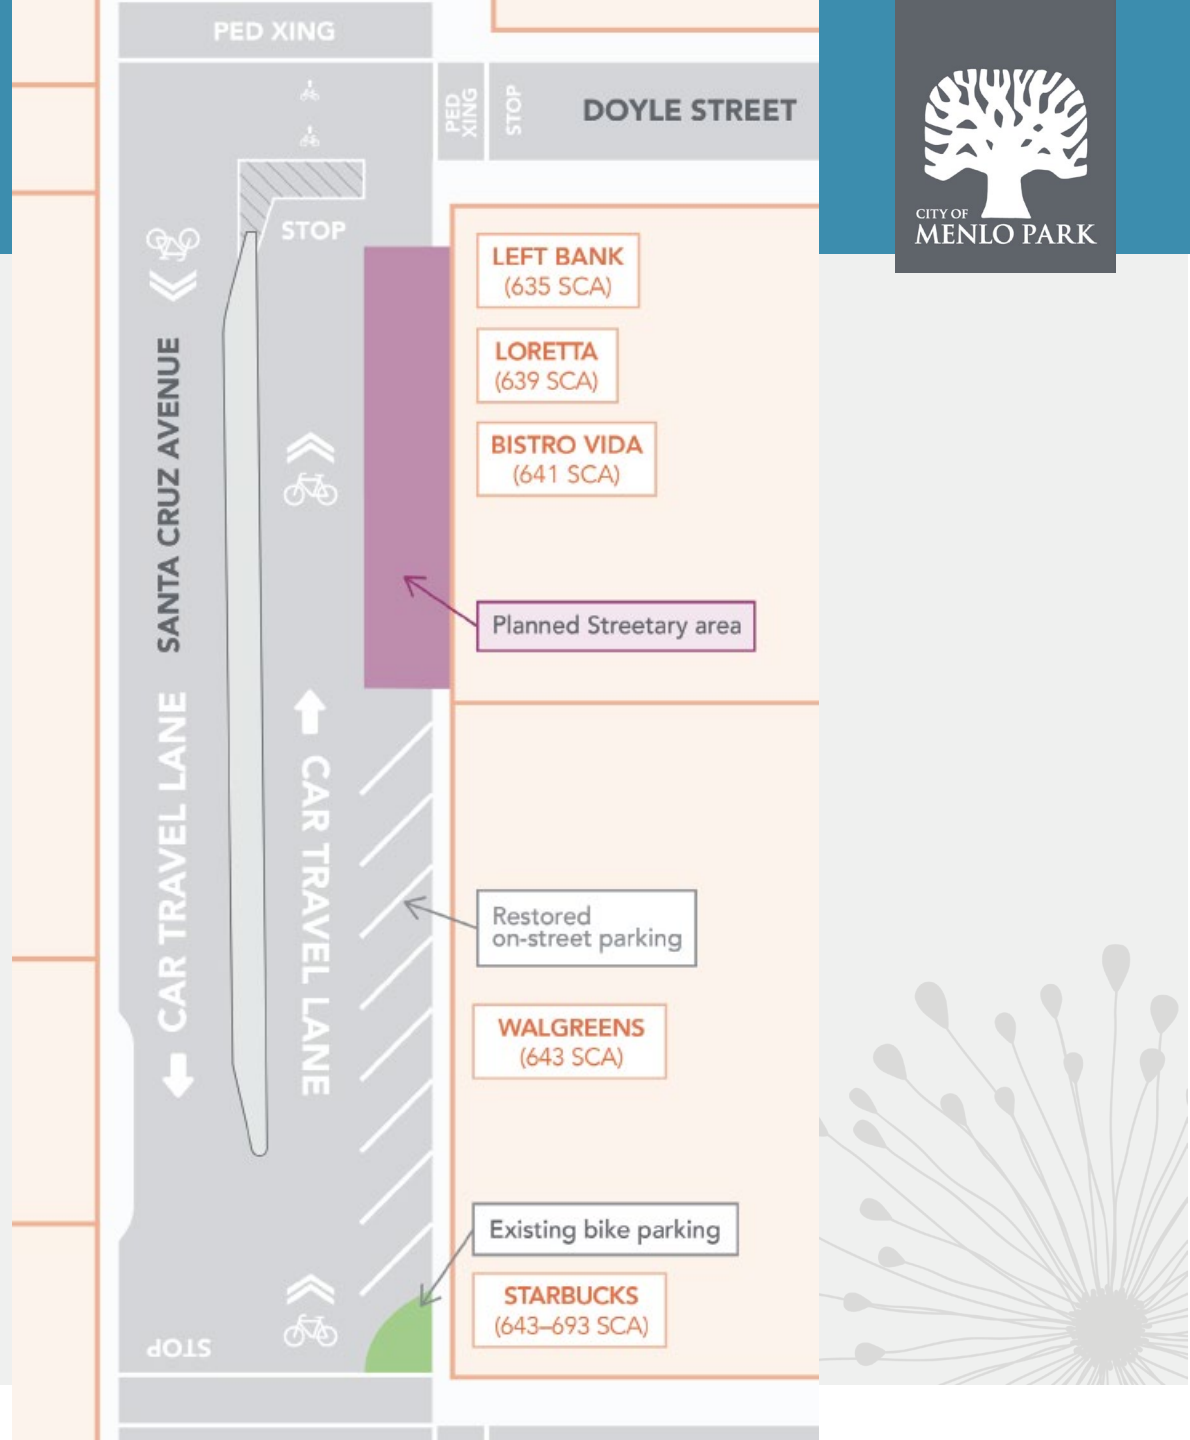 PED XING
PED
XING
STOP
DOYLE STREET
CITY OF
MENLO PARK
STOP
LEFT BANK
(635 SCA)
LORETTA
(639 SCA)
BISTRO VIDA
(641 SCA)
SANTA CRUZ AVENUE
Planned Streetary area
CAR TRAVEL LANE
CAR TRAVEL LANE
Restored
on-street parking
WALGREENS
(643 SCA)
Existing bike parking
STARBUCKS
(643–693 SCA)
STOP